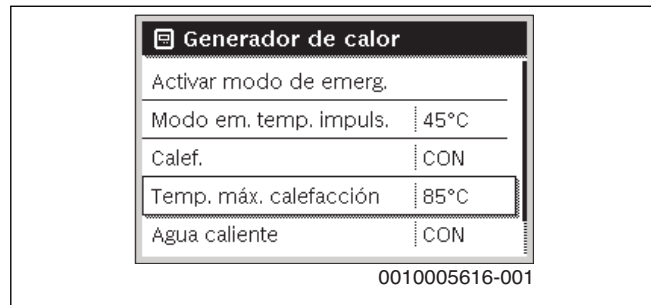 Generador de calor
Activar modo de emerg.
Modo em. temp. impuls. 45°C
Calef. CON
Temp. máx. calefacción 85°C
Agua caliente CON
0010005616-001